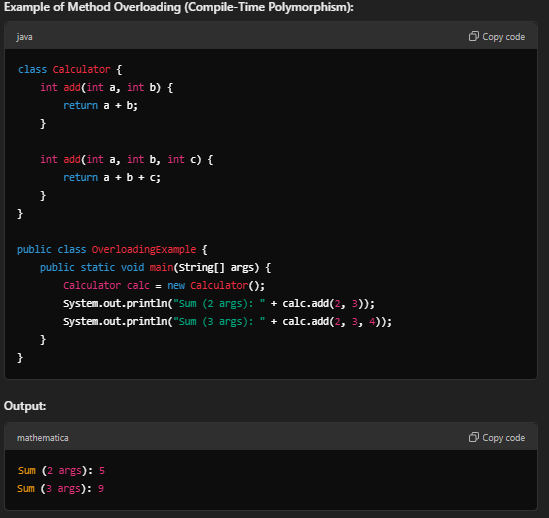 Example of Method Overloading (Compile-Time Polymorphism):
java
Copy code
class Calculator {
    int add(int a, int b) {
        return a + b;
    }

    int add(int a, int b, int c) {
        return a + b + c;
    }
}

public class OverloadingExample {
    public static void main(String[] args) {
        Calculator calc = new Calculator();
        System.out.println("Sum (2 args): " + calc.add(2, 3));
        System.out.println("Sum (3 args): " + calc.add(2, 3, 4));
    }
}
Output:
mathematica
Copy code
Sum (2 args): 5
Sum (3 args): 9